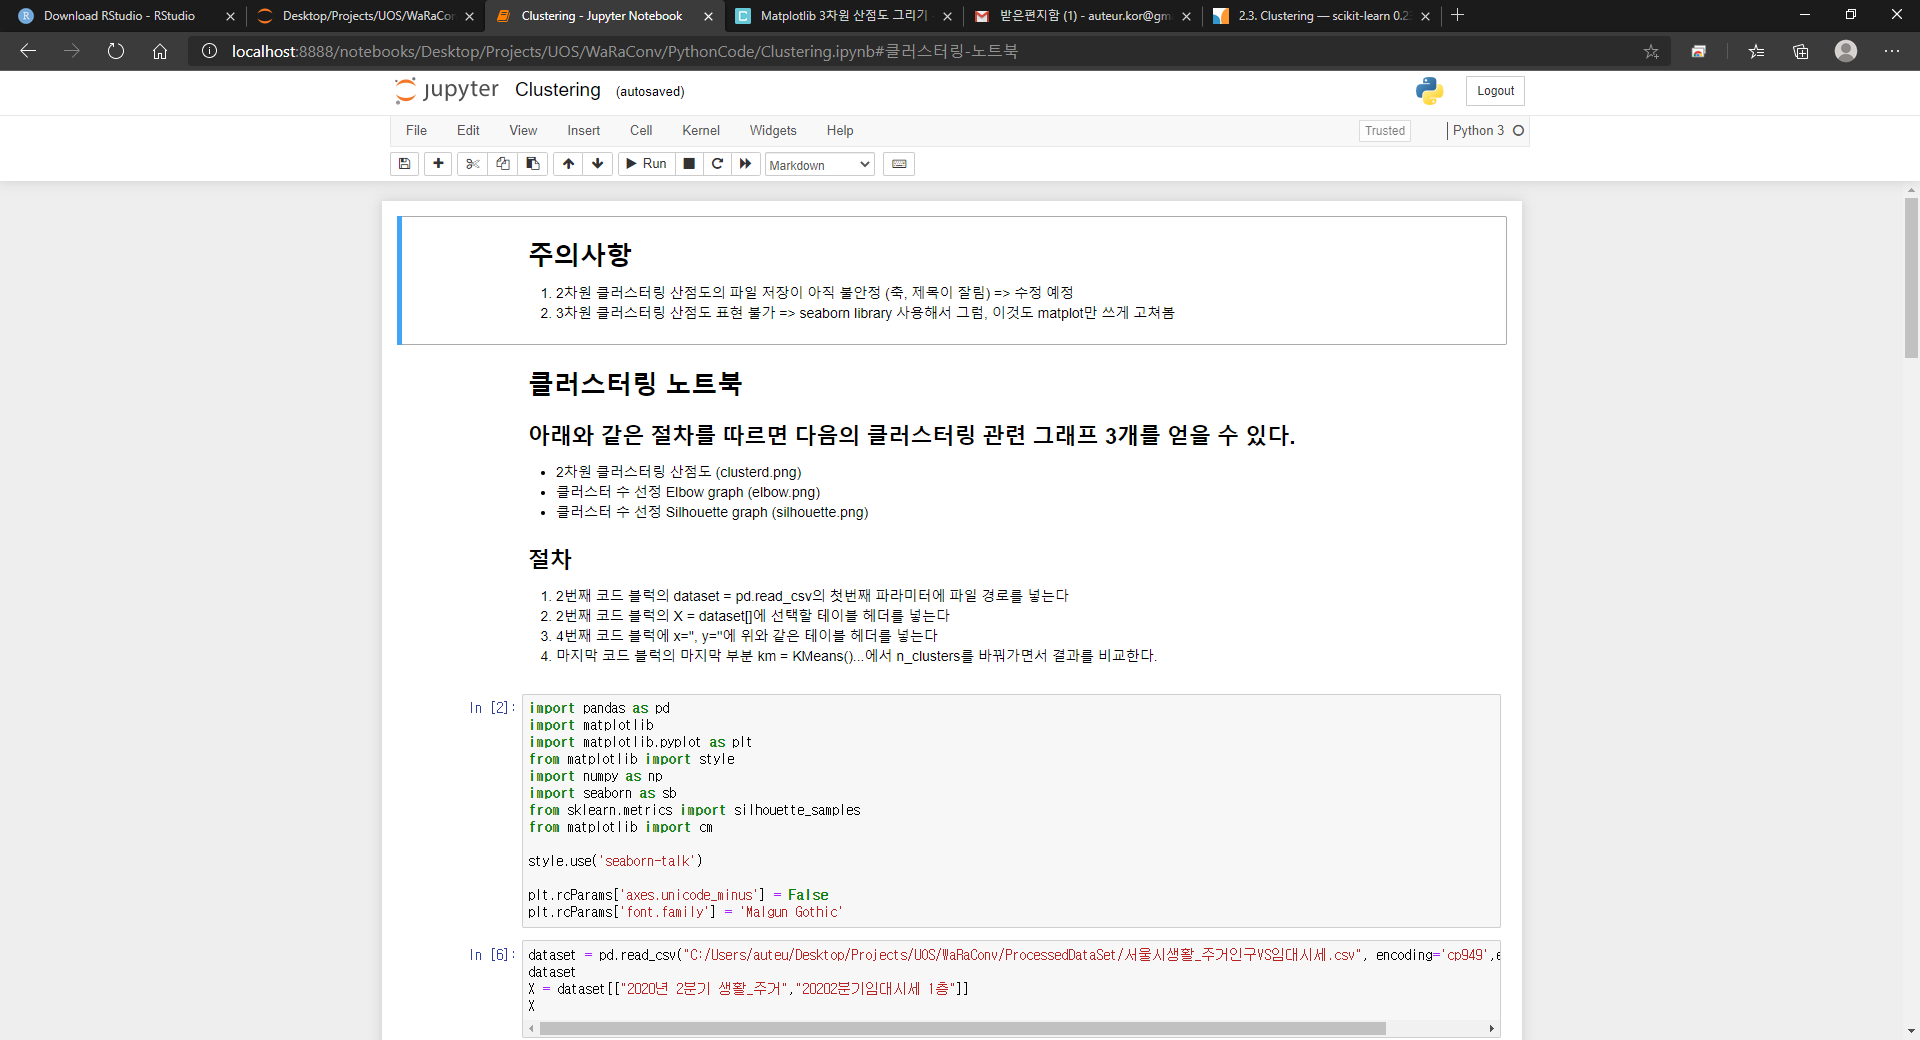 Download RStudio - RStudio
Desktop/Projects/UOS/WaRaCon
Clustering - Jupyter Notebook
Matplotlib 3차원 산점도 그리기
받은편지함 (1) - auteur.kor@gm
2.3. Clustering — scikit-learn 0.2
localhost:8888/notebooks/Desktop/Projects/UOS/WaRaConv/PythonCode/Clustering.ipynb#클러스터링-노트북
jupyter Clustering (autosaved)
Logout
File Edit View Insert Cell Kernel Widgets Help
Trusted
Python 3
Run
Markdown
주의사항
1. 2차원 클러스터링 산점도의 파일 저장이 아직 불안정 (축, 제목이 잘림) => 수정 예정
2. 3차원 클러스터링 산점도 표현 불가 => seaborn library 사용해서 그럼, 이것도 matplot만 쓰게 고쳐봄
클러스터링 노트북
아래와 같은 절차를 따르면 다음의 클러스터링 관련 그래프 3개를 얻을 수 있다.
• 2차원 클러스터링 산점도 (clusterd.png)
• 클러스터 수 선정 Elbow graph (elbow.png)
• 클러스터 수 선정 Silhouette graph (silhouette.png)
절차
1. 2번째 코드 블럭의 dataset = pd.read_csv의 첫번째 파라미터에 파일 경로를 넣는다
2. 2번째 코드 블럭의 X = dataset[]에 선택할 테이블 헤더를 넣는다
3. 4번째 코드 블럭에 x='', y=''에 위와 같은 테이블 헤더를 넣는다
4. 마지막 코드 블럭의 마지막 부분 km = KMeans()...에서 n_clusters를 바꿔가면서 결과를 비교한다.
In [2]:
import pandas as pd
import matplotlib
import matplotlib.pyplot as plt
from matplotlib import style
import numpy as np
import seaborn as sb
from sklearn.metrics import silhouette_samples
from matplotlib import cm
style.use('seaborn-talk')
plt.rcParams['axes.unicode_minus'] = False
plt.rcParams['font.family'] = 'Malgun Gothic'
In [6]:
dataset = pd.read_csv("C:/Users/auteu/Desktop/Projects/UOS/WaRaConv/ProcessedDataSet/서울시생활_주거인구VS임대시세.csv", encoding='cp949',e
dataset
X = dataset[["2020년 2분기 생활_주거","20202분기임대시세 1층"]]
X